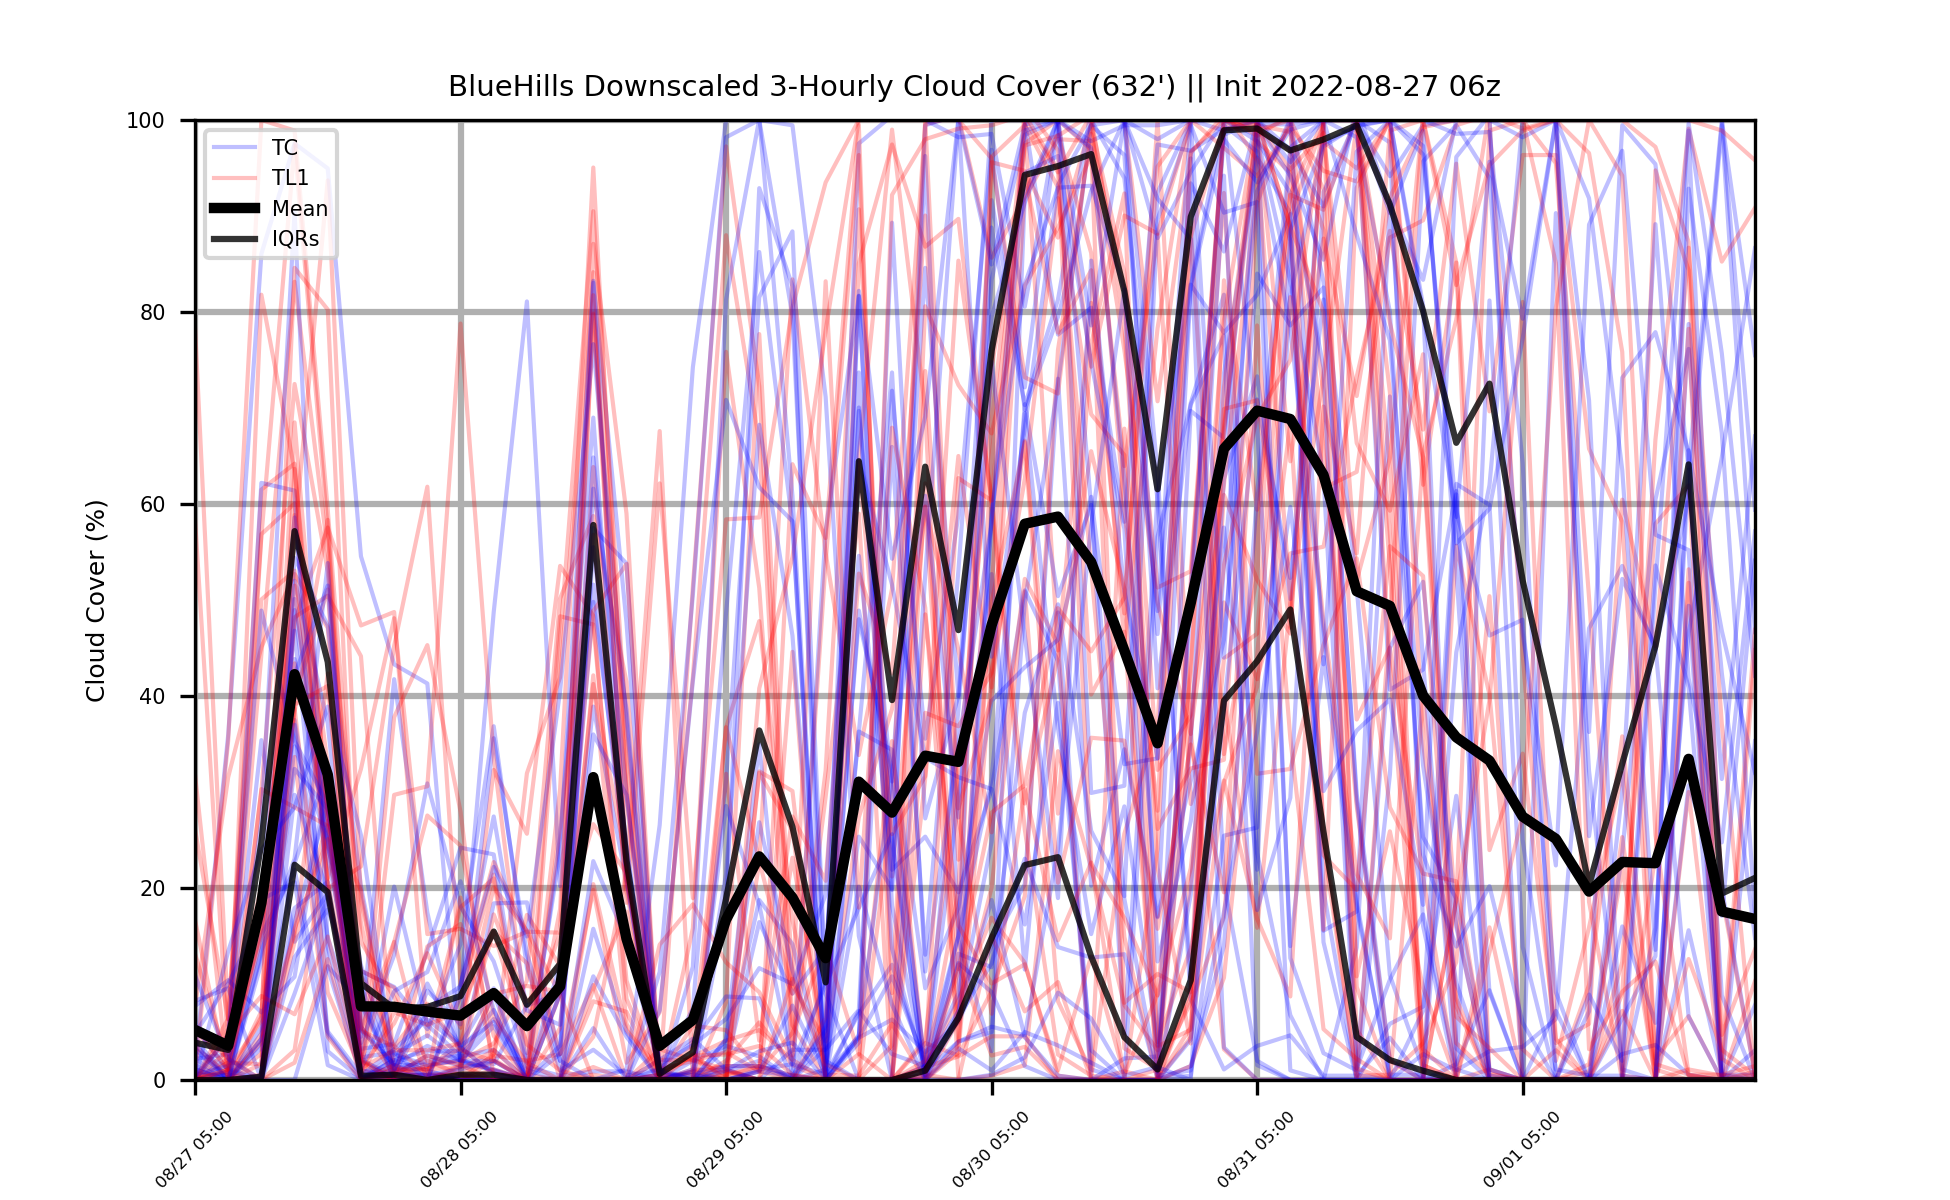 BlueHills Downscaled 3-Hourly Cloud Cover (632') || Init 2022-08-27 06z
TC
TL1
Mean
IQRs
Cloud Cover (%)
100
80
60
40
20
0
08/27 05:00
08/28 05:00
08/29 05:00
08/30 05:00
08/31 05:00
09/01 05:00